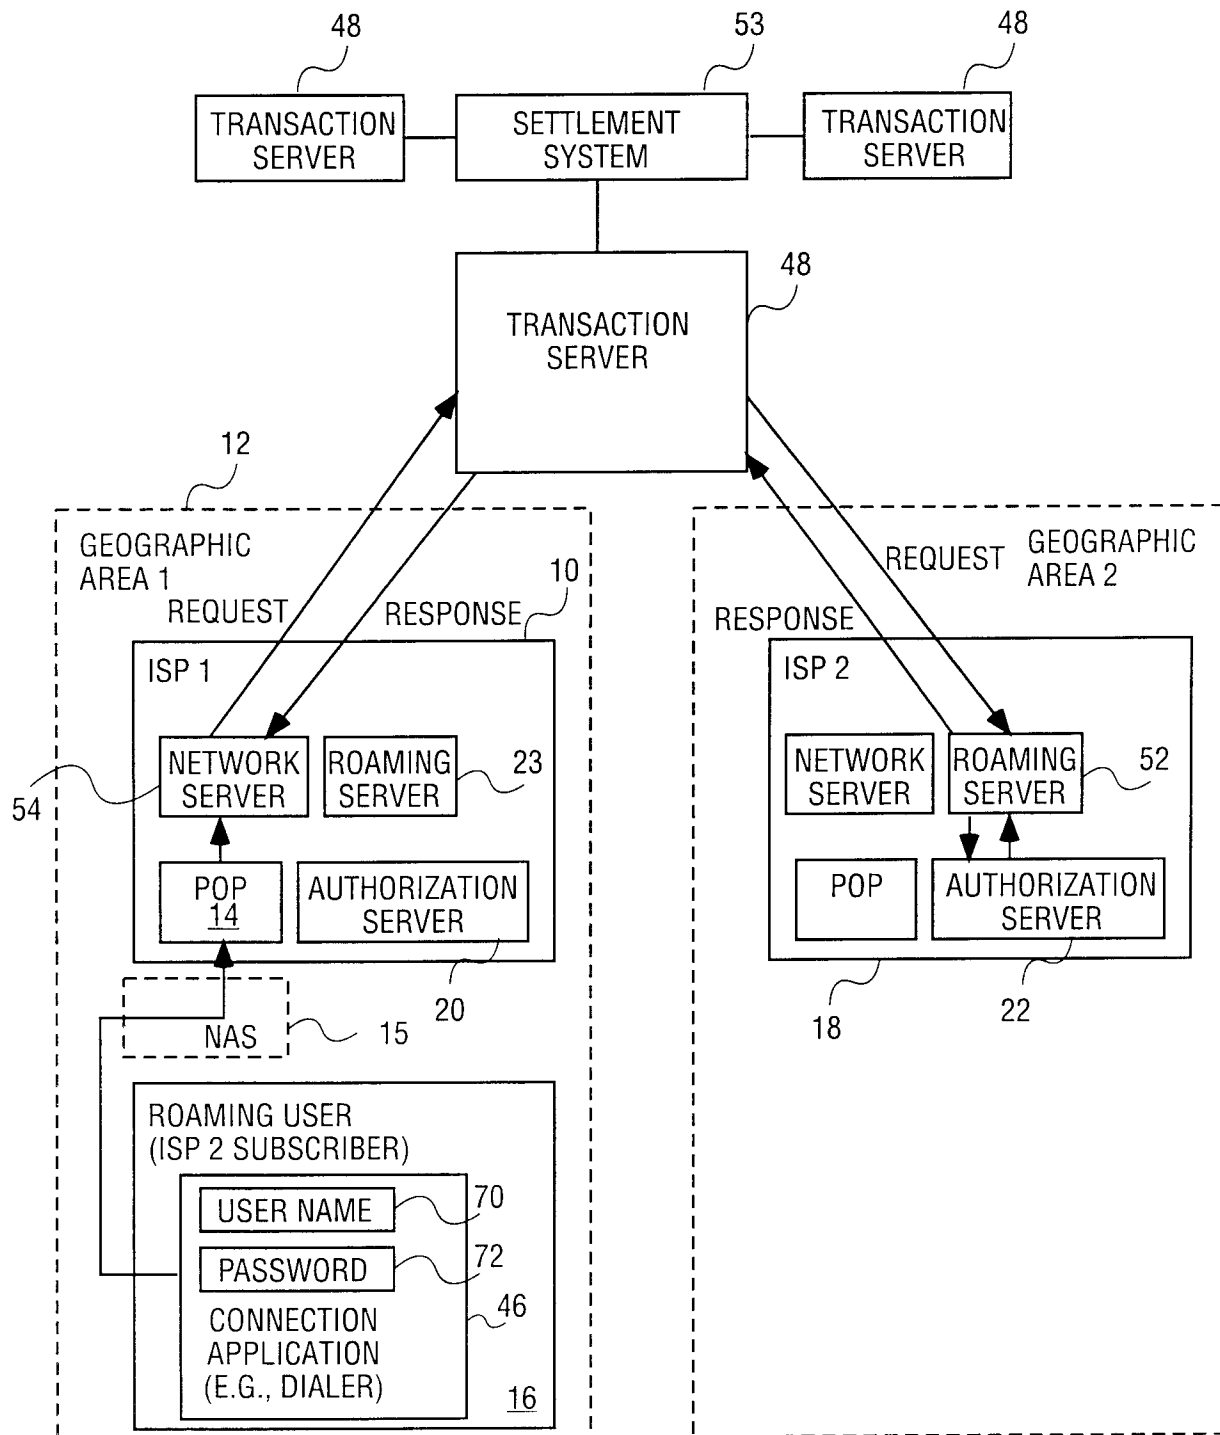 48
53
48
TRANSACTION
SERVER
SETTLEMENT
SYSTEM
TRANSACTION
SERVER
48
TRANSACTION
SERVER
12
GEOGRAPHIC
AREA 1
REQUEST
RESPONSE
10
ISP 1
NETWORK
SERVER
ROAMING
SERVER
23
54
POP
14
AUTHORIZATION
SERVER
20
NAS
15
ROAMING USER
(ISP 2 SUBSCRIBER)
USER NAME
70
PASSWORD
72
46
CONNECTION
APPLICATION
(E.G., DIALER)
16
REQUEST
GEOGRAPHIC
AREA 2
RESPONSE
ISP 2
NETWORK
SERVER
ROAMING
SERVER
52
POP
AUTHORIZATION
SERVER
18
22